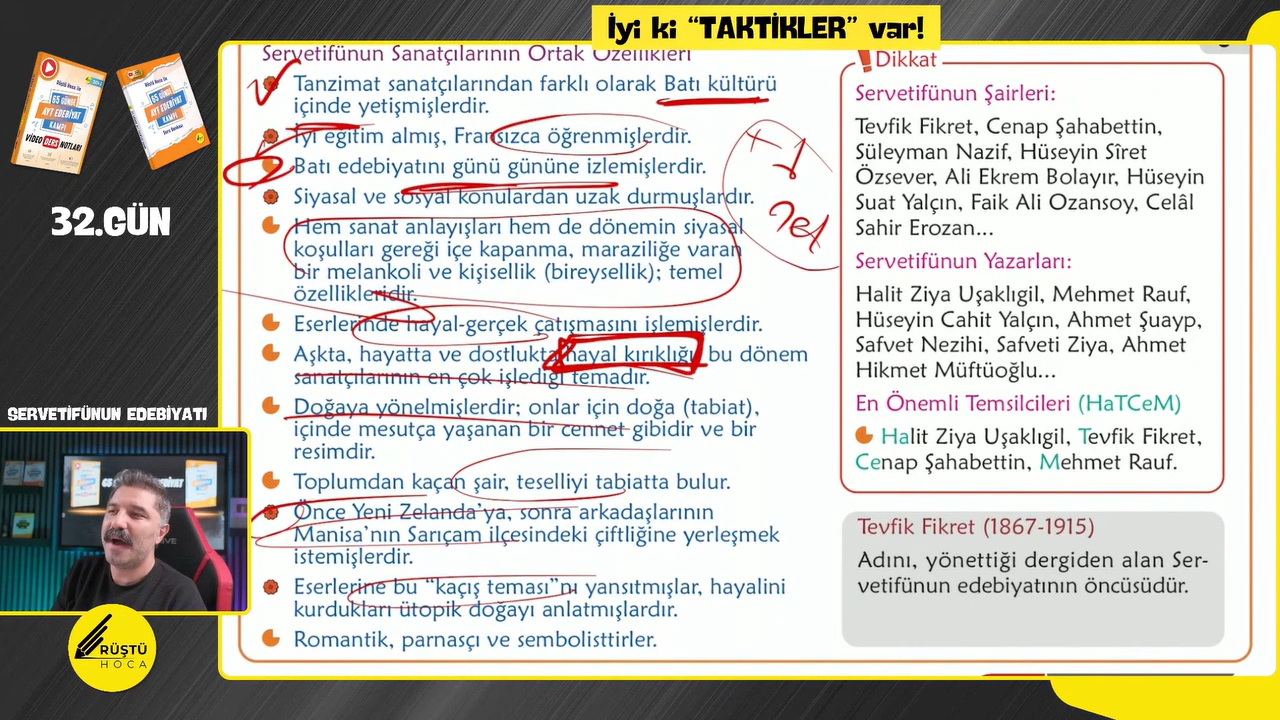 İyi ki “TAKTİKLER” var!
32.GÜN
SERVETİFÜNUN EDEBİYATI
RÜŞTÜ
HOCA
Servetifünun Sanatçılarının Ortak Özellikleri
Tanzimat sanatçılarından farklı olarak Batı kültürü
içinde yetişmişlerdir.
İyi eğitim almış, Fransızca öğrenmişlerdir.
Batı edebiyatını günü gününe izlemişlerdir.
Siyasal ve sosyal konulardan uzak durmuşlardır.
Hem sanat anlayışları hem de dönemin siyasal
koşulları gereği içe kapanma, maraziliğe varan
bir melankoli ve kişisellik (bireysellik); temel
özellikleridir.
Eserlerinde hayal-gerçek çatışmasını işlemişlerdir.
Aşkta, hayatta ve dostlukta hayal kırıklığı, bu dönem
sanatçılarının en çok işlediği temadır.
Doğaya yönelmişlerdir; onlar için doğa (tabiat),
içinde mesutça yaşanan bir cennet gibidir ve bir
resimdir.
Toplumdan kaçan şair, teselliyi tabiatta bulur.
Önce Yeni Zelanda’ya, sonra arkadaşlarının
Manisa’nın Sarıçam ilçesindeki çiftliğine yerleşmek
istemişlerdir.
Eserlerine bu “kaçış teması”nı yansıtmışlar, hayalini
kurdukları ütopik doğayı anlatmışlardır.
Romantik, parnasçı ve sembolisttirler.
Dikkat
Servetifünun Şairleri:
Tevfik Fikret, Cenap Şahabettin,
Süleyman Nazif, Hüseyin Sîret
Özsever, Ali Ekrem Bolayır, Hüseyin
Suat Yalçın, Faik Ali Ozansoy, Celâl
Sahir Erozan...
Servetifünun Yazarları:
Halit Ziya Uşaklıgil, Mehmet Rauf,
Hüseyin Cahit Yalçın, Ahmet Şuayp,
Safvet Nezihi, Safveti Ziya, Ahmet
Hikmet Müftüoğlu...
En Önemli Temsilcileri (HaTCeM)
Halit Ziya Uşaklıgil, Tevfik Fikret,
Cenap Şahabettin, Mehmet Rauf.
Tevfik Fikret (1867-1915)
Adını, yönettiği dergiden alan Ser-
vetifünun edebiyatının öncüsüdür.